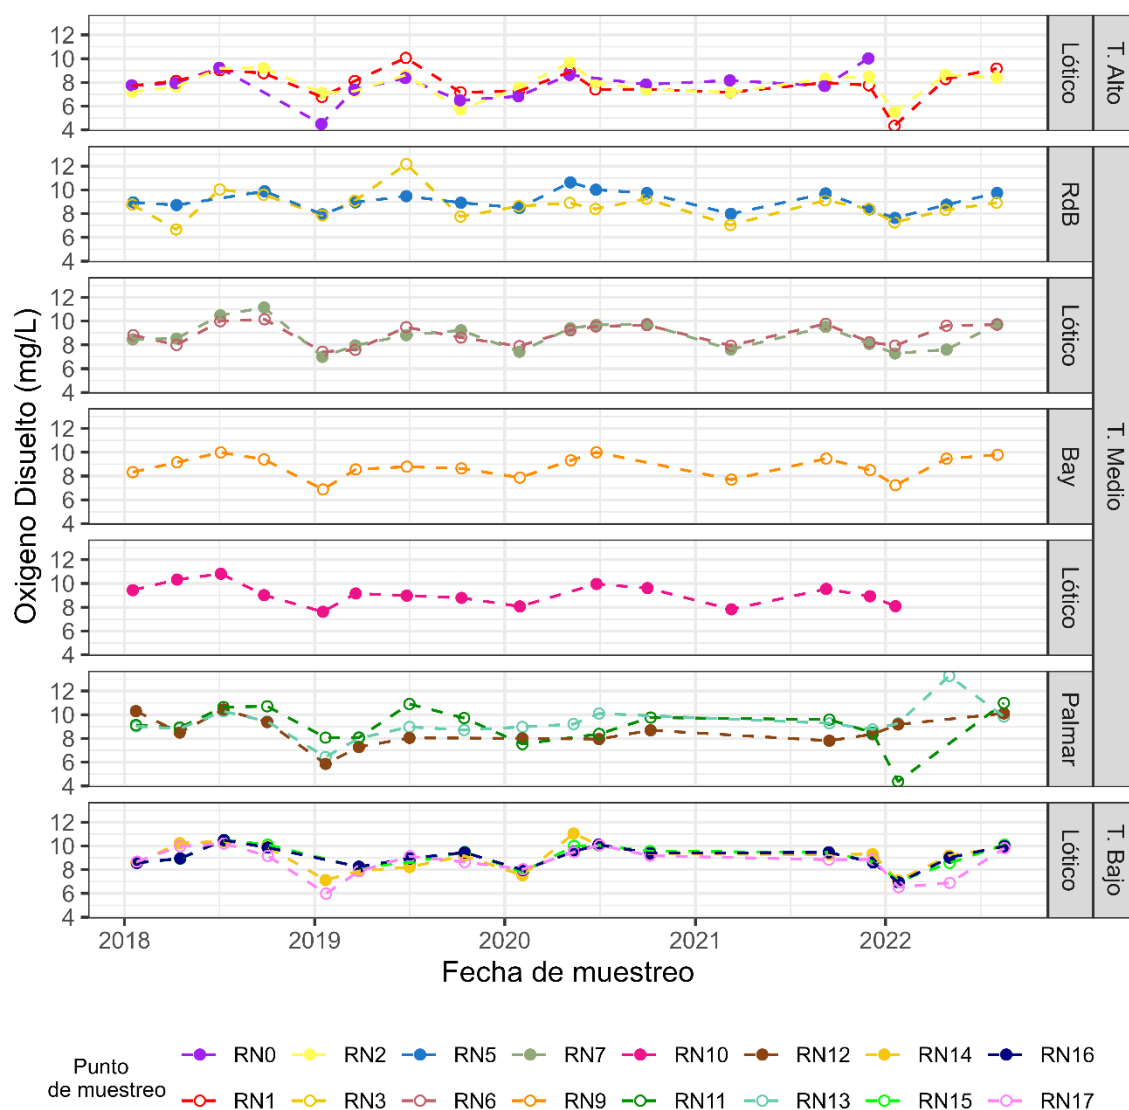 12
10
8
6
4
Lótico
T. Alto
12
10
8
6
4
RdB
12
10
8
6
4
Lótico
12
10
8
6
4
Bay
T. Medio
12
10
8
6
4
Lótico
12
10
8
6
4
Palmar
12
10
8
6
4
Lótico
T. Bajo
Oxigeno Disuelto (mg/L)
2018 2019 2020 2021 2022
Fecha de muestreo
Punto
de muestreo
RN0 RN2 RN5 RN7 RN10 RN12 RN14 RN16
RN1 RN3 RN6 RN9 RN11 RN13 RN15 RN17